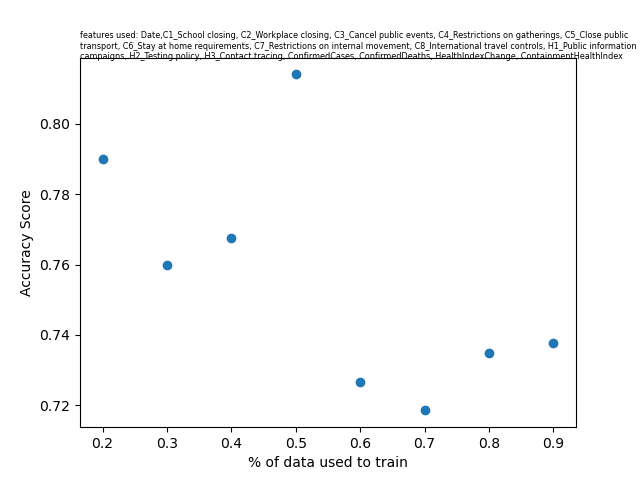 features used: Date,C1_School closing, C2_Workplace closing, C3_Cancel public events, C4_Restrictions on gatherings, C5_Close public
transport, C6_Stay at home requirements, C7_Restrictions on internal movement, C8_International travel controls, H1_Public information
campaigns, H2_Testing policy, H3_Contact tracing, ConfirmedCases, ConfirmedDeaths, HealthIndexChange, ContainmentHealthIndex
0.80
0.78
0.76
0.74
0.72
Accuracy Score
0.2 0.3 0.4 0.5 0.6 0.7 0.8 0.9
% of data used to train